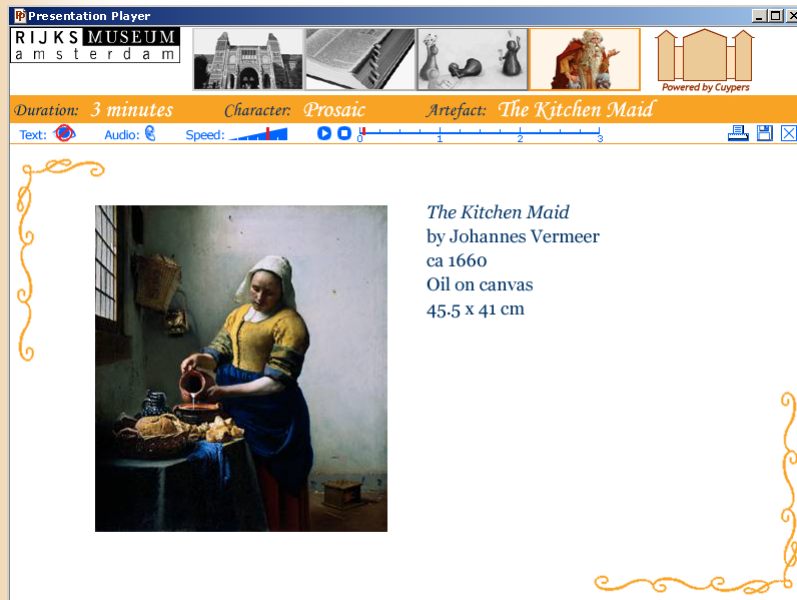 Presentation Player
RIJKS MUSEUM
amsterdam
Powered by Cuypers
Duration: 3 minutes Character: Prosaic Artefact: The Kitchen Maid
Text: Audio: Speed: 0 1 2 3
The Kitchen Maid
by Johannes Vermeer
ca 1660
Oil on canvas
45.5 x 41 cm